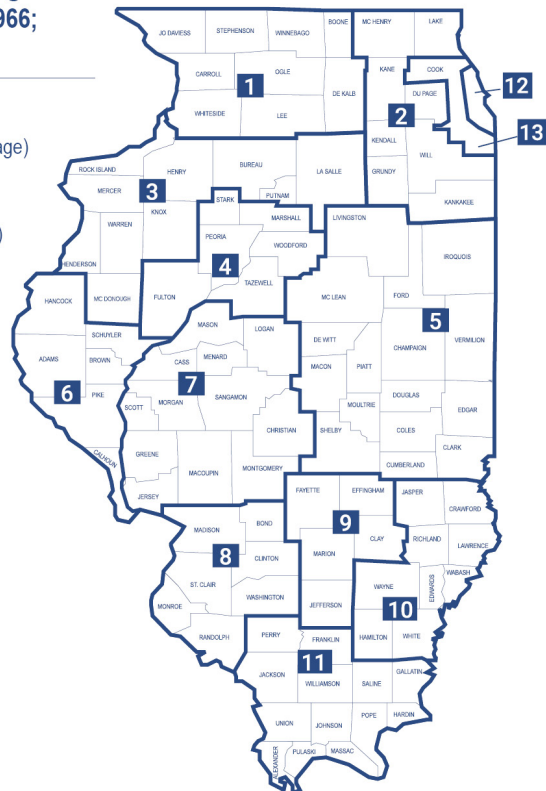 966;
age)
)
JO DAVIESS
STEPHENSON
WINNEBAGO
BOONE
MC HENRY
LAKE
CARROLL
OGLE
KANE
COOK
1
12
DE KALB
DU PAGE
WHITESIDE
LEE
2
13
KENDALL
WILL
ROCK ISLAND
HENRY
BUREAU
LA SALLE
GRUNDY
MERCER
3
PUTNAM
KANKAKEE
STARK
KNOX
MARSHALL
LIVINGSTON
WARREN
PEORIA
WOODFORD
IROQUOIS
4
HENDERSON
MC DONOUGH
FULTON
TAZEWELL
MC LEAN
FORD
HANCOCK
5
MASON
LOGAN
SCHUYLER
DE WITT
VERMILION
ADAMS
BROWN
CASS
MENARD
CHAMPAIGN
MACON
PIATT
6
7
PIKE
SANGAMON
DOUGLAS
SCOTT
MORGAN
MOULTRIE
EDGAR
CHRISTIAN
SHELBY
COLES
GREENE
CLARK
CALHOUN
MACOUPIN
MONTGOMERY
CUMBERLAND
JERSEY
FAYETTE
EFFINGHAM
JASPER
CRAWFORD
MADISON
BOND
9
RICHLAND
LAWRENCE
8
CLINTON
MARION
CLAY
WABASH
ST. CLAIR
WAYNE
EDWARDS
WASHINGTON
MONROE
JEFFERSON
10
RANDOLPH
PERRY
FRANKLIN
HAMILTON
WHITE
11
JACKSON
WILLIAMSON
SALINE
GALLATIN
UNION
JOHNSON
POPE
HARDIN
ALEXANDER
PULASKI
MASSAC